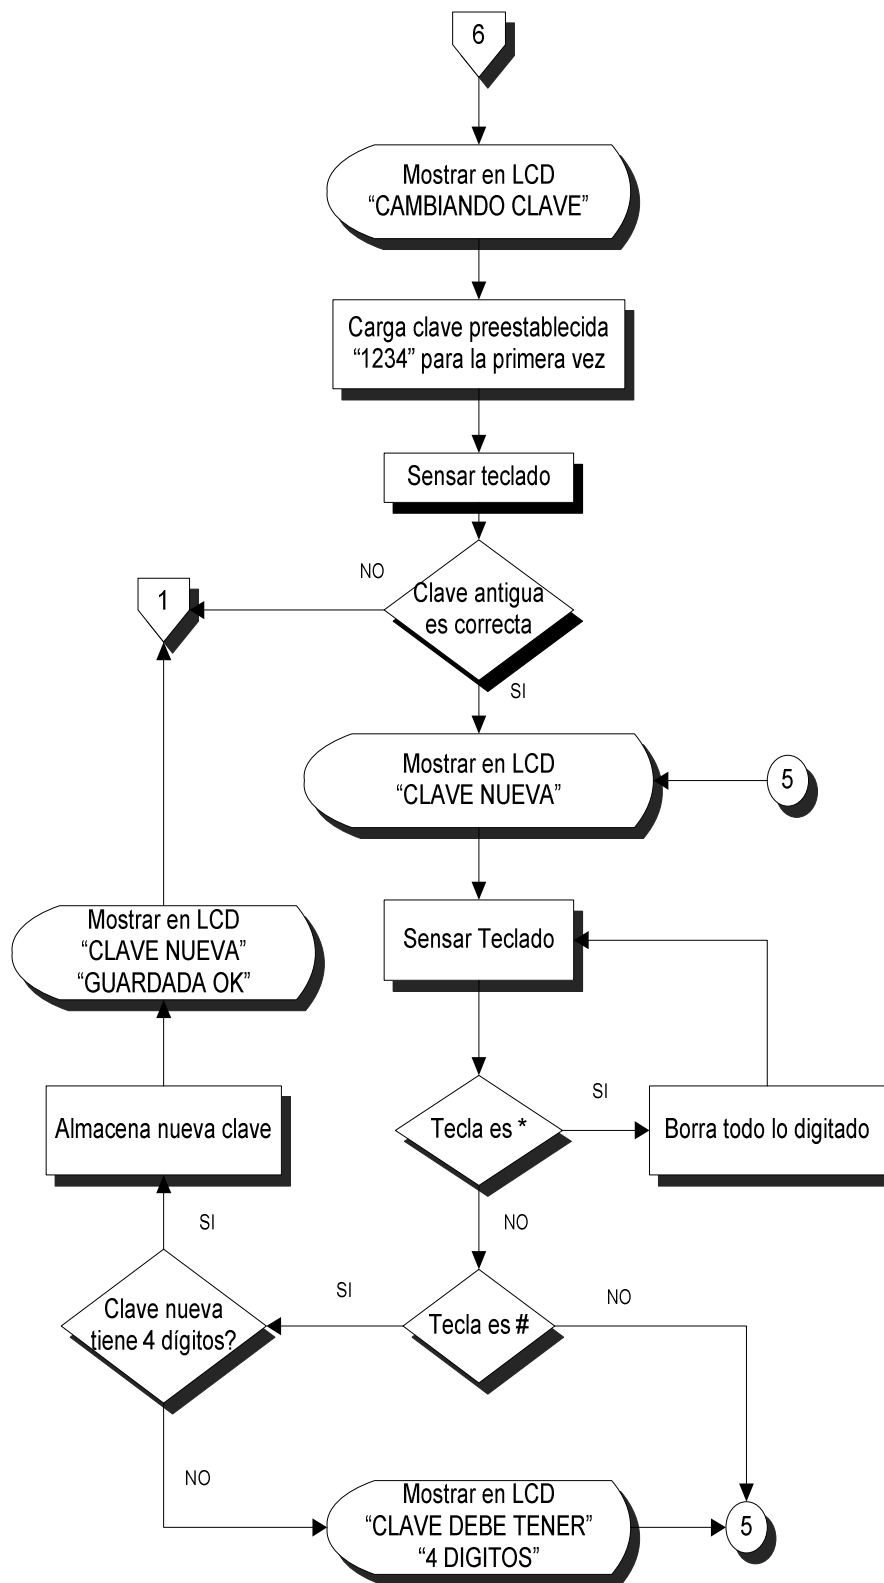 6
Mostrar en LCD
“CAMBIANDO CLAVE”
Carga clave preestablecida
“1234” para la primera vez
Sensar teclado
NO
Clave antigua
es correcta
1
SI
Mostrar en LCD
“CLAVE NUEVA”
5
Mostrar en LCD
“CLAVE NUEVA”
“GUARDADA OK”
Sensar Teclado
Almacena nueva clave
Tecla es *
SI
Borra todo lo digitado
SI
NO
Clave nueva
tiene 4 dígitos?
SI
Tecla es #
NO
NO
Mostrar en LCD
“CLAVE DEBE TENER”
“4 DIGITOS”
5